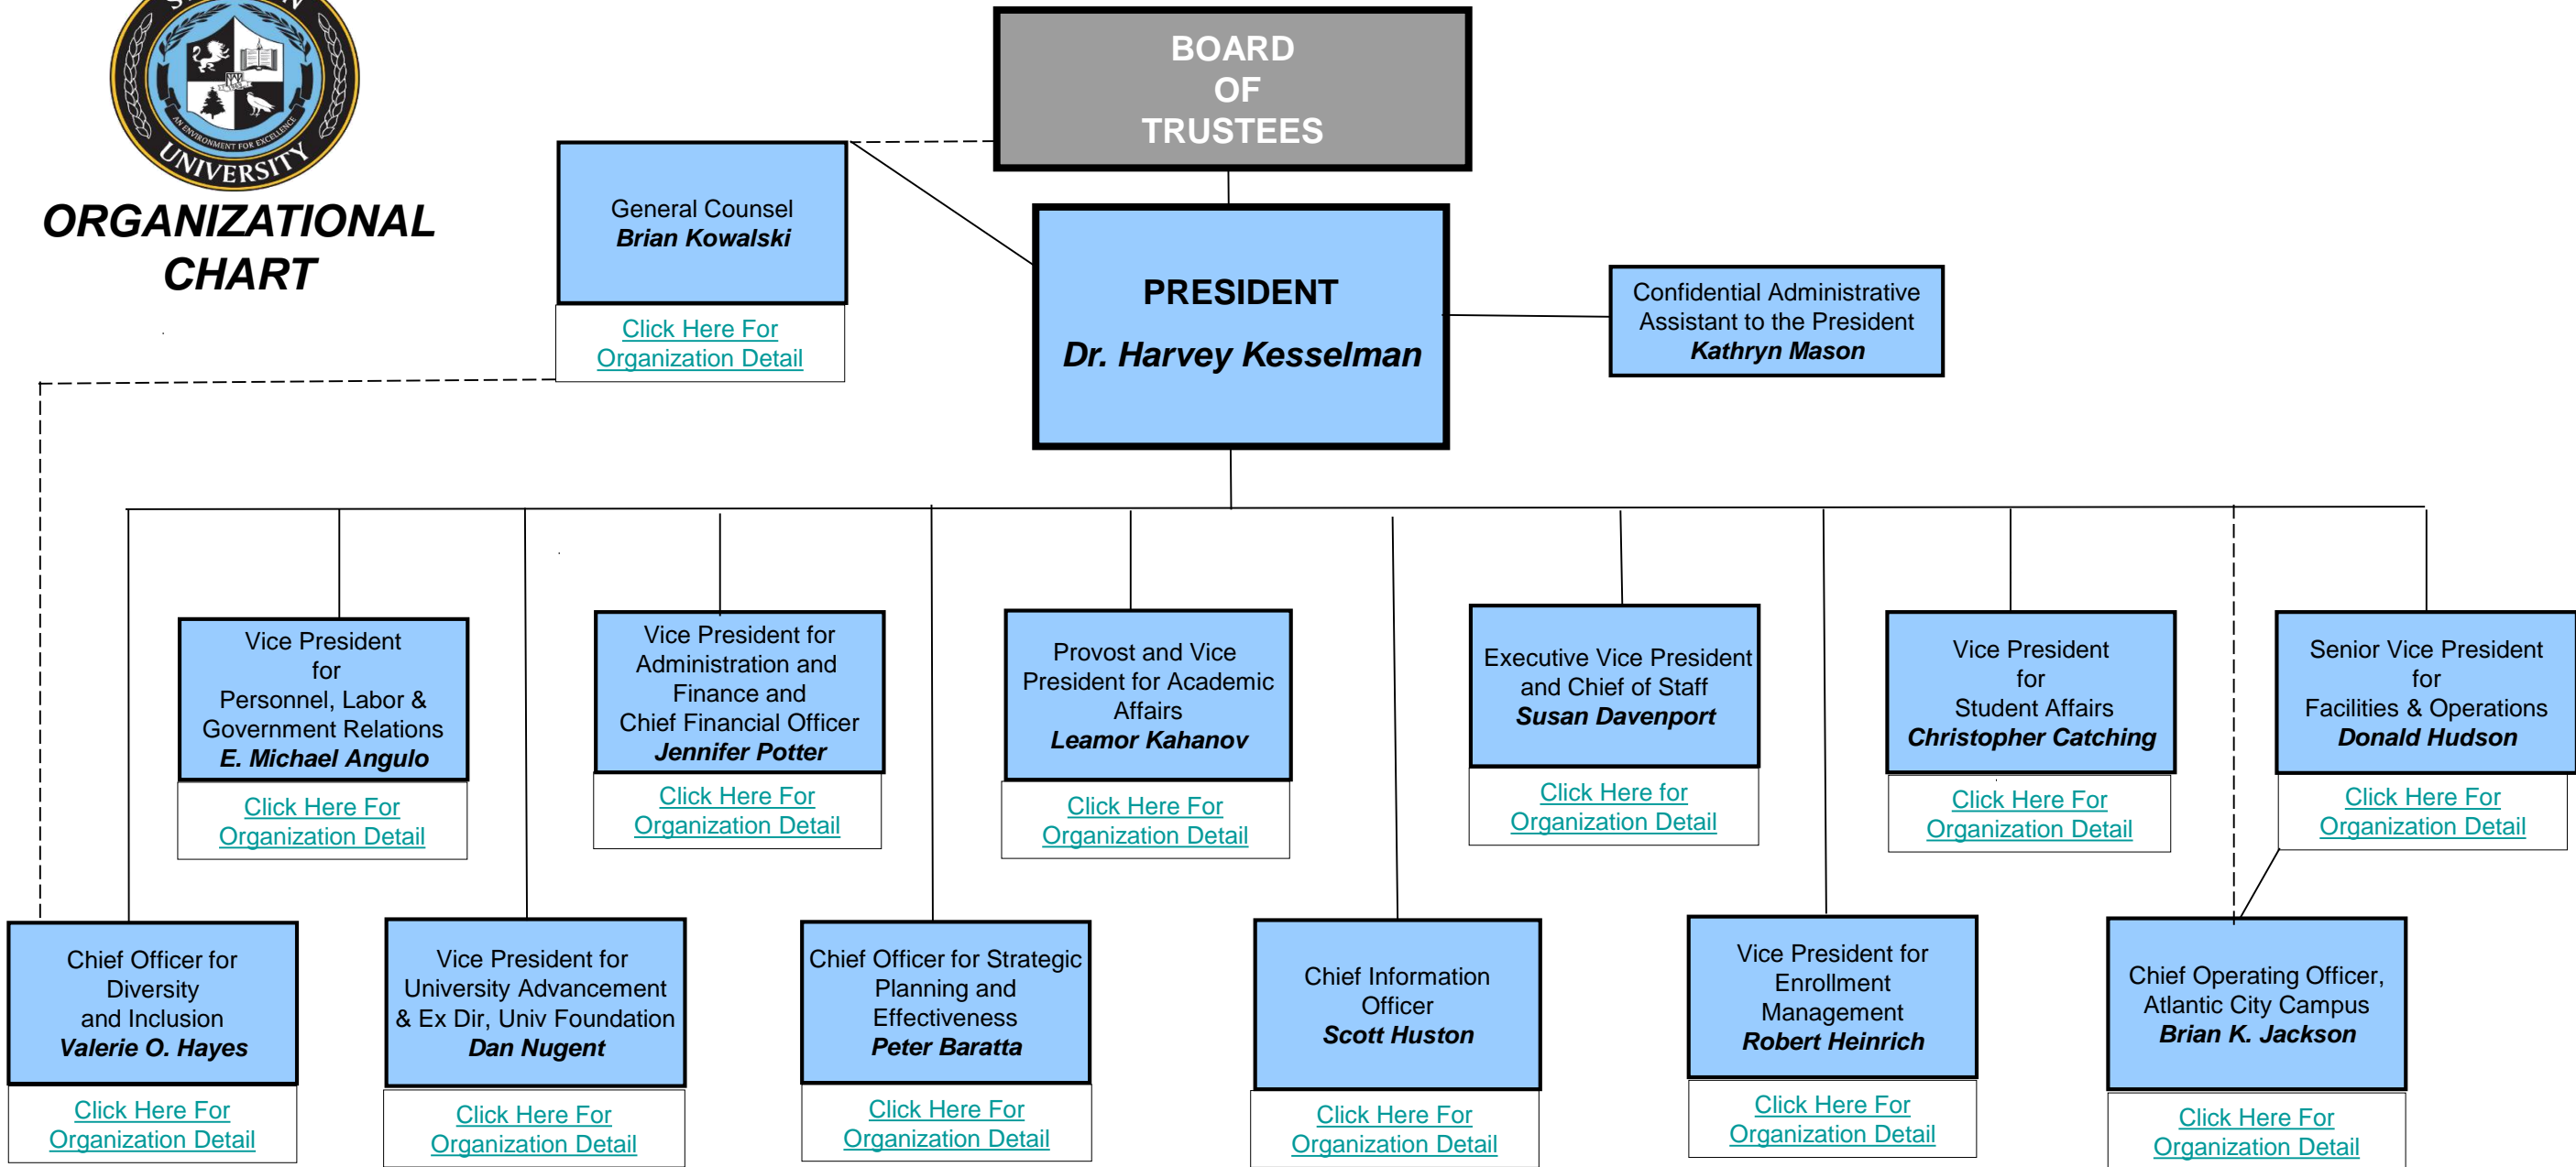 UNIVERSITY
AN ENVIRONMENT FOR EXCELLENCE
ORGANIZATIONAL
CHART
BOARD
OF
TRUSTEES
General Counsel
Brian Kowalski
Click Here For
Organization Detail
PRESIDENT
Dr. Harvey Kesselman
Confidential Administrative
Assistant to the President
Kathryn Mason
Vice President
for
Personnel, Labor &
Government Relations
E. Michael Angulo
Click Here For
Organization Detail
Vice President for
Administration and
Finance and
Chief Financial Officer
Jennifer Potter
Click Here For
Organization Detail
Provost and Vice
President for Academic
Affairs
Leamor Kahanov
Click Here For
Organization Detail
Executive Vice President
and Chief of Staff
Susan Davenport
Click Here for
Organization Detail
Vice President
for
Student Affairs
Christopher Catching
Click Here For
Organization Detail
Senior Vice President
for
Facilities & Operations
Donald Hudson
Click Here For
Organization Detail
Chief Officer for
Diversity
and Inclusion
Valerie O. Hayes
Click Here For
Organization Detail
Vice President for
University Advancement
& Ex Dir, Univ Foundation
Dan Nugent
Click Here For
Organization Detail
Chief Officer for Strategic
Planning and
Effectiveness
Peter Baratta
Click Here For
Organization Detail
Chief Information
Officer
Scott Huston
Click Here For
Organization Detail
Vice President for
Enrollment
Management
Robert Heinrich
Click Here For
Organization Detail
Chief Operating Officer,
Atlantic City Campus
Brian K. Jackson
Click Here For
Organization Detail